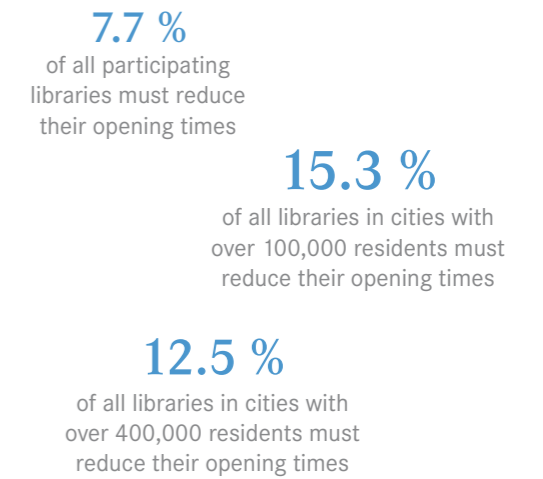 7.7 %
of all participating
libraries must reduce
their opening times
15.3 %
of all libraries in cities with
over 100,000 residents must
reduce their opening times
12.5 %
of all libraries in cities with
over 400,000 residents must
reduce their opening times